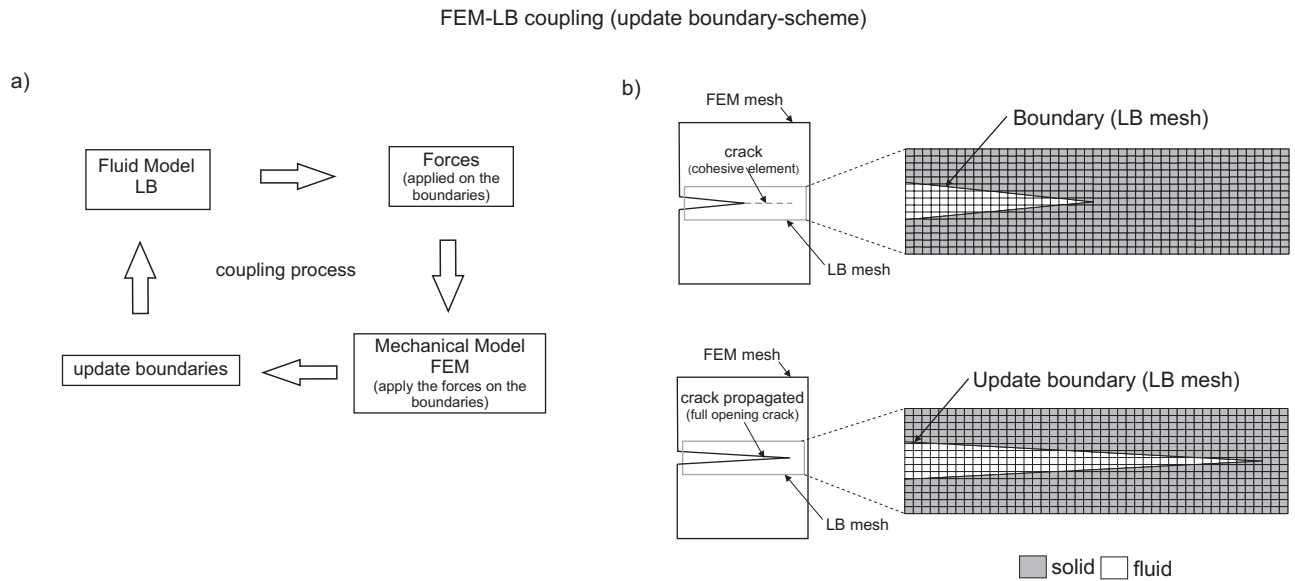 FEM-LB coupling (update boundary-scheme)
a)
Fluid Model
LB
Forces
(applied on the
boundaries)
coupling process
update boundaries
Mechanical Model
FEM
(apply the forces on the
boundaries)
b)
FEM mesh
crack
(cohesive element)
LB mesh
Boundary (LB mesh)
FEM mesh
crack propagated
(full opening crack)
LB mesh
Update boundary (LB mesh)
solid
fluid